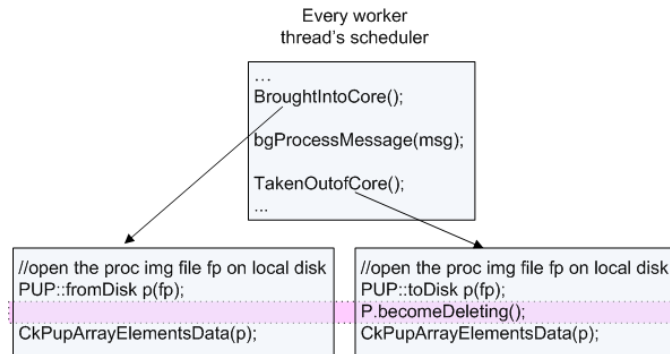 Every worker
thread's scheduler
...
BroughtIntoCore();
bgProcessMessage(msg);
TakenOutofCore();
...
//open the proc img file fp on local disk
PUP::fromDisk p(fp);
CkPupArrayElementsData(p);
//open the proc img file fp on local disk
PUP::toDisk p(fp);
P.becomeDeleting();
CkPupArrayElementsData(p);